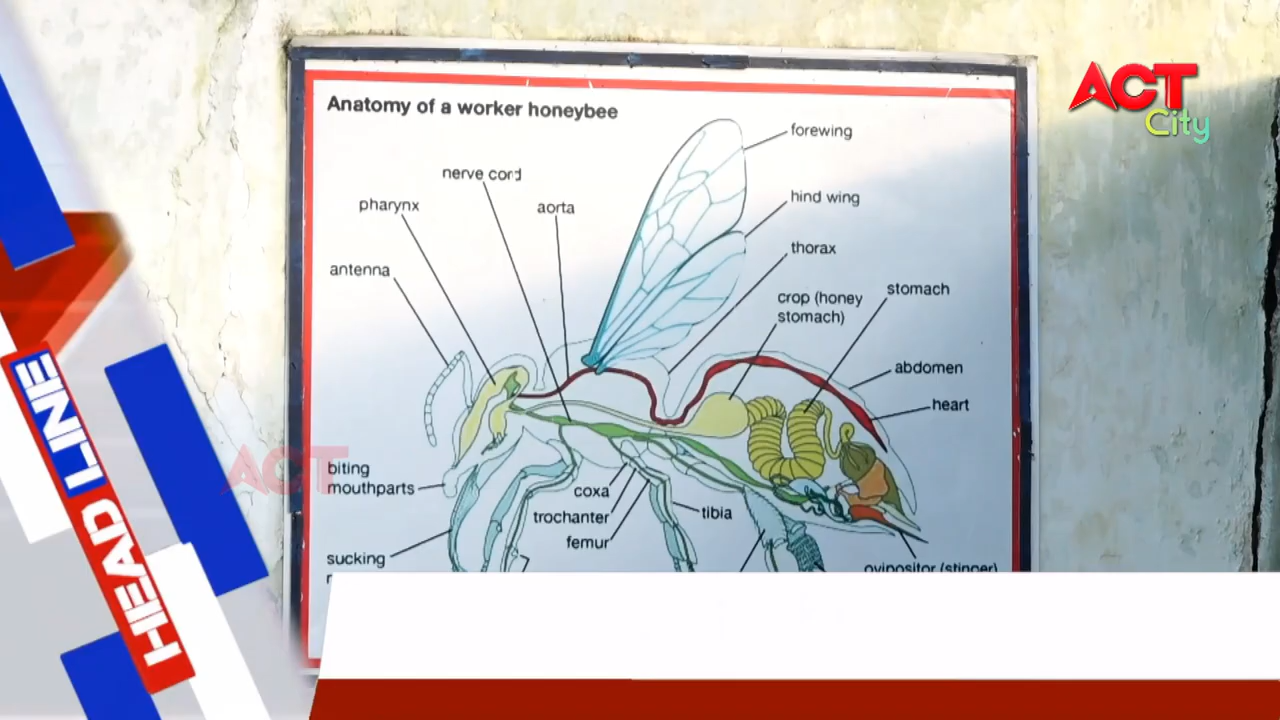 Anatomy of a worker honeybee
forewing
nerve cord
hind wing
pharynx
aorta
thorax
antenna
stomach
crop (honey
stomach)
abdomen
heart
biting
mouthparts
coxa
trochanter
femur
tibia
sucking
ovipositor (stinger)
ACT
City
ACT
HEAD LINE